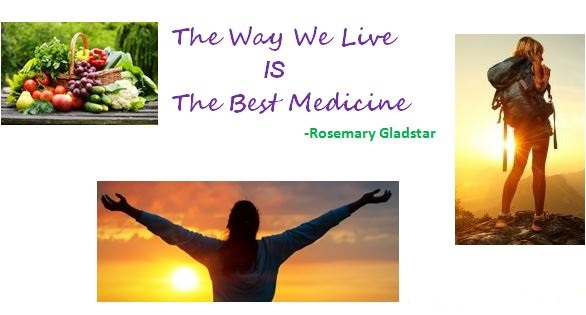 The Way We Live
IS
The Best Medicine
-Rosemary Gladstar